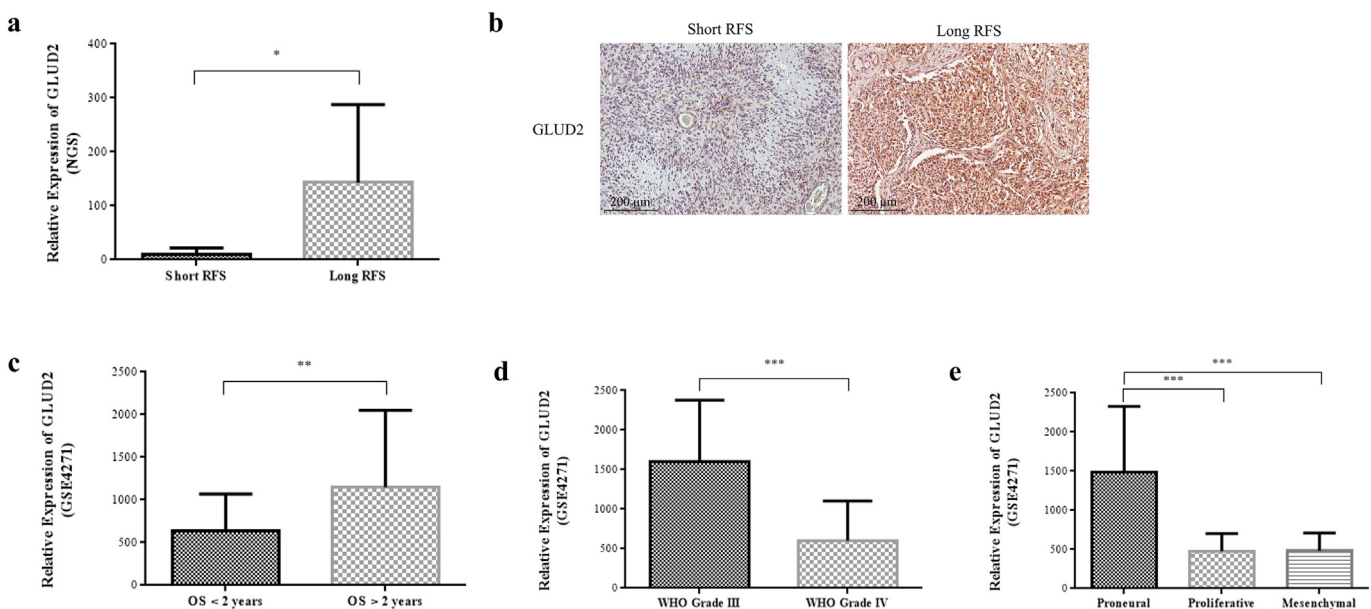 a
Relative Expression of GLUD2
(NGS)
400
300
200
100
0
*
Short RFS
Long RFS
b
Short RFS
Long RFS
GLUD2
200 μm
200 μm
c
Relative Expression of GLUD2
(GSE4271)
2500
2000
1500
1000
500
0
**
OS < 2 years
OS > 2 years
d
Relative Expression of GLUD2
(GSE4271)
2500
2000
1500
1000
500
0
***
WHO Grade III
WHO Grade IV
e
Relative Expression of GLUD2
(GSE4271)
2500
2000
1500
1000
500
0
***
***
Proneural
Proliferative
Mesenchymal